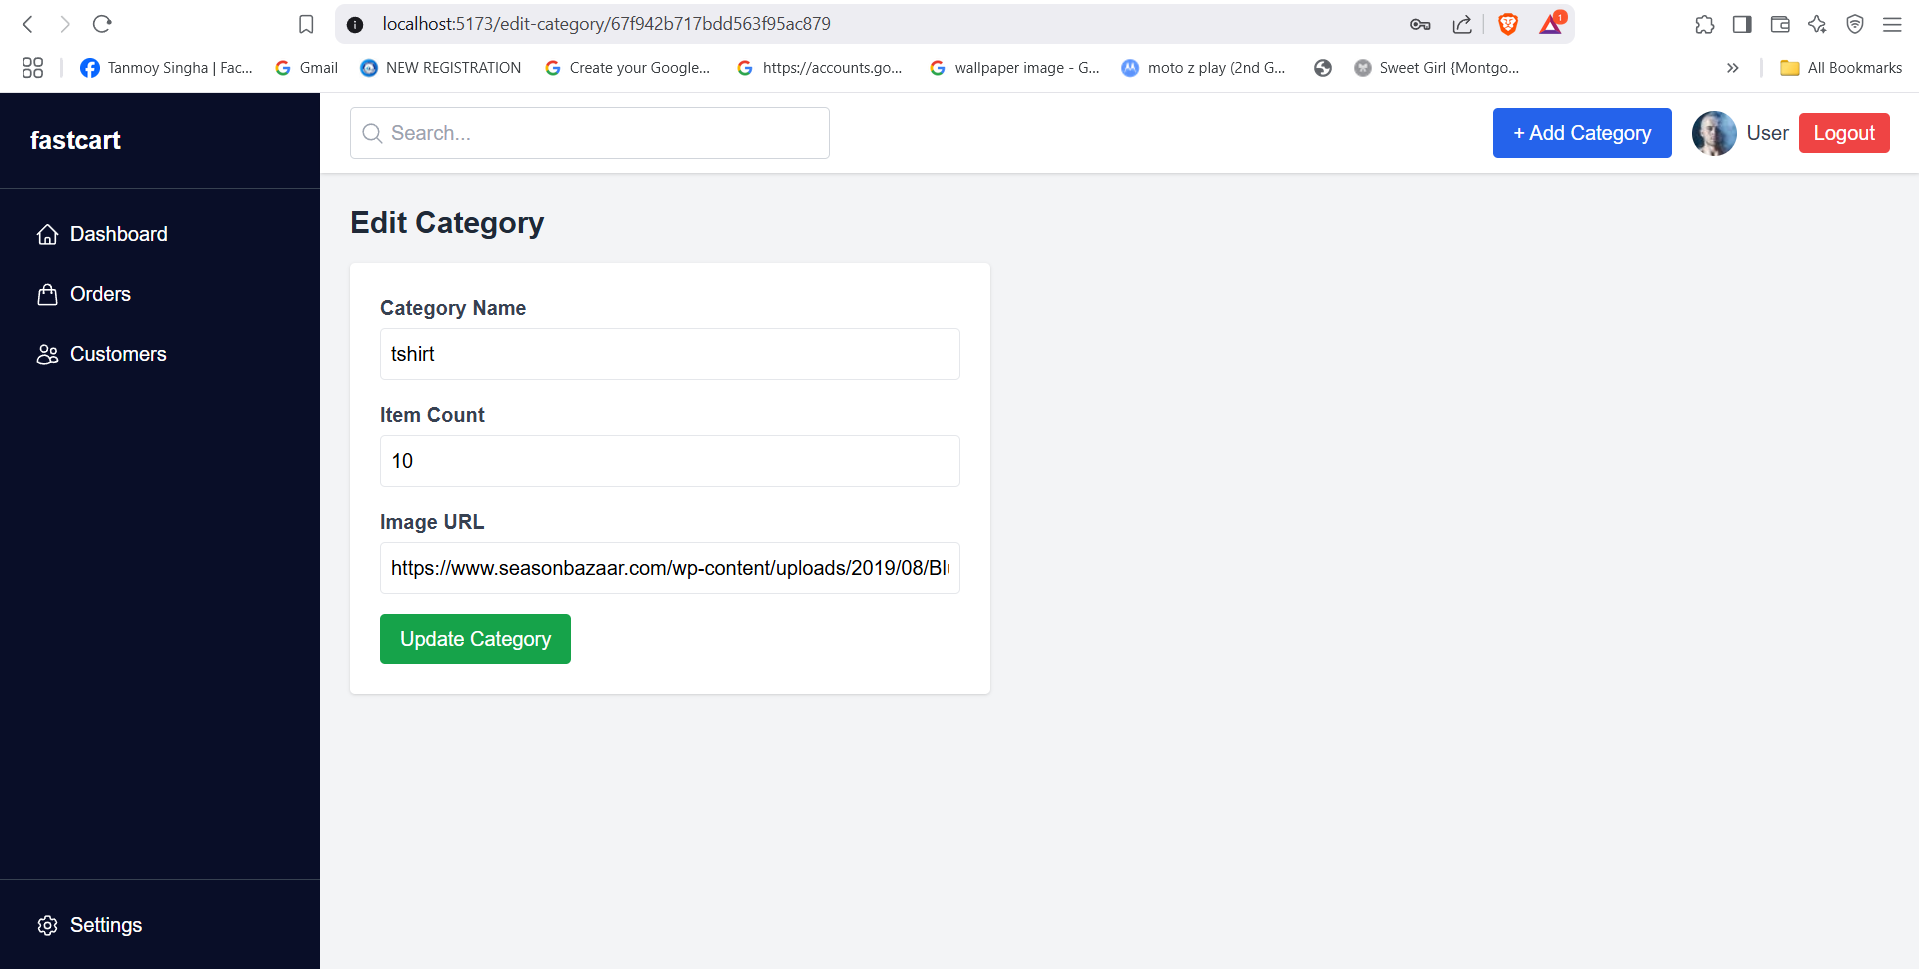 localhost:5173/edit-category/67f942b717bdd563f95ac879
1
Tanmoy Singha | Fac...
Gmail
NEW REGISTRATION
Create your Google...
https://accounts.go...
wallpaper image - G...
moto z play (2nd G...
Sweet Girl {Montgo...
All Bookmarks
fastcart
Search...
+ Add Category
User
Logout
Dashboard
Orders
Customers
Settings
Edit Category
Category Name
tshirt
Item Count
10
Image URL
https://www.seasonbazaar.com/wp-content/uploads/2019/08/Bl
Update Category